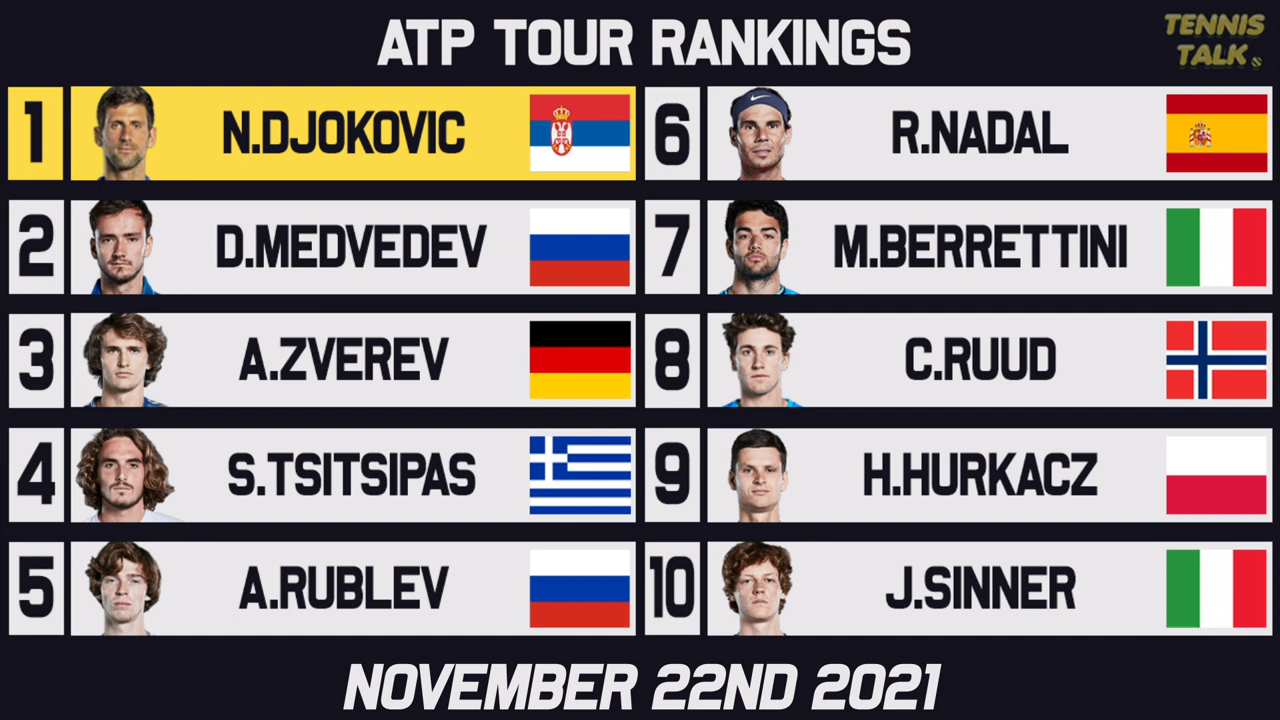 ATP TOUR RANKINGS
TENNIS
TALK
1 N.DJOKOVIC
2 D.MEDVEDEV
3 A.ZVEREV
4 S.TSITSIPAS
5 A.RUBLEV
6 R.NADAL
7 M.BERRETTINI
8 C.RUUD
9 H.HURKACZ
10 J.SINNER
NOVEMBER 22ND 2021